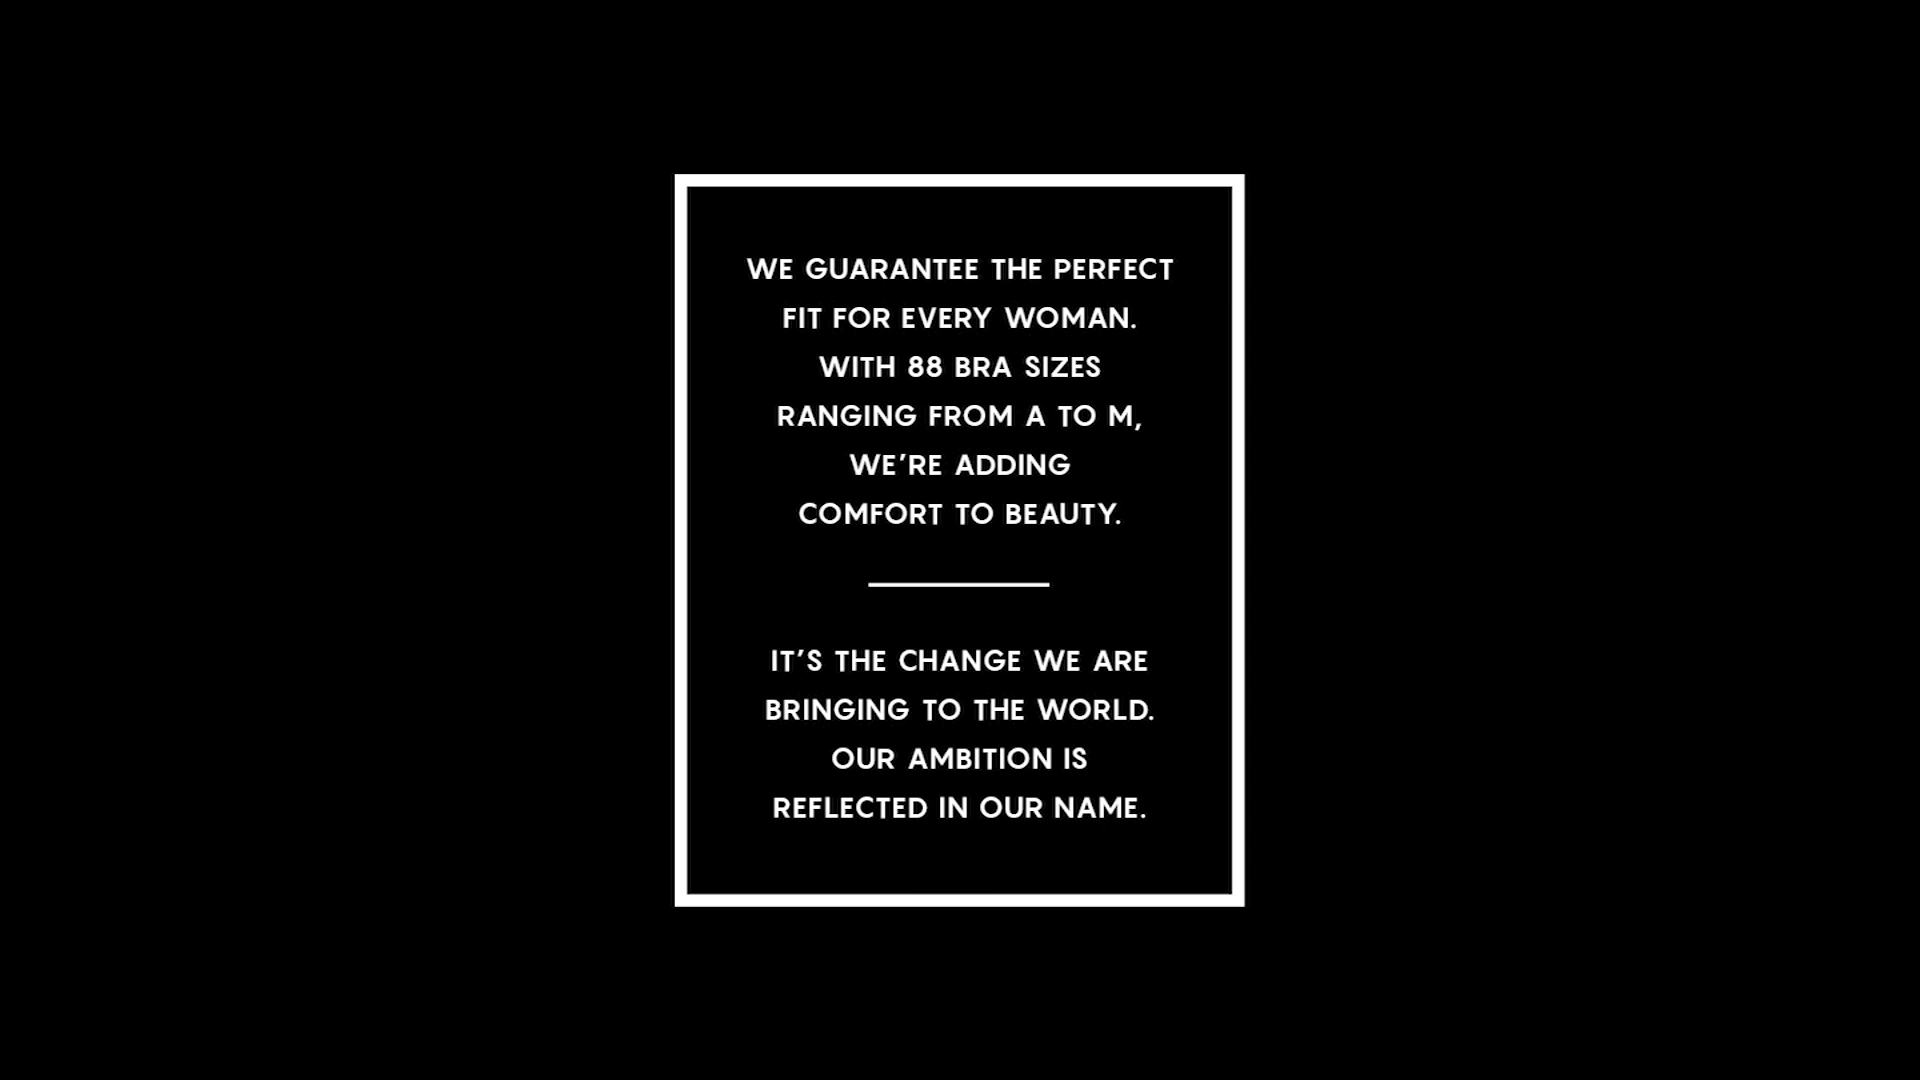 WE GUARANTEE THE PERFECT
FIT FOR EVERY WOMAN.
WITH 88 BRA SIZES
RANGING FROM A TO M,
WE’RE ADDING
COMFORT TO BEAUTY.
IT’S THE CHANGE WE ARE
BRINGING TO THE WORLD.
OUR AMBITION IS
REFLECTED IN OUR NAME.